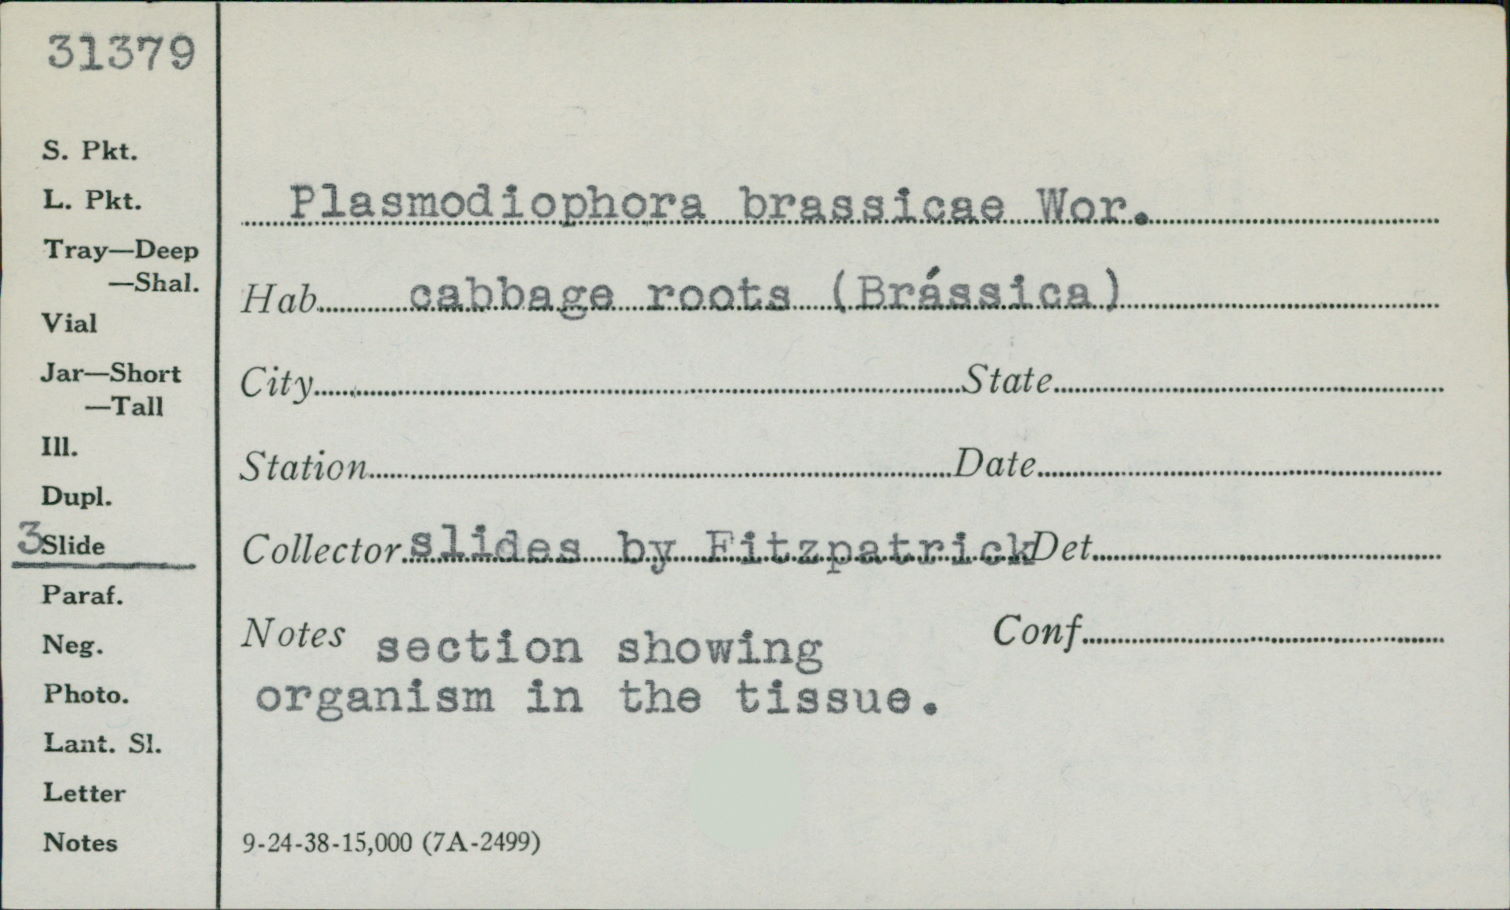 31379
S. Pkt.
L. Pkt.
Tray—Deep
—Shal.
Vial
Jar—Short
—Tall
Ill.
Dupl.
3 Slide
Paraf.
Neg.
Photo.
Lant. Sl.
Letter
Notes
Plasmodiophora brassicae Wor.
Hab. cabbage roots (Brássica)
City State
Station Date
Collector slides by Fitzpatrick Det.
Notes section showing Conf.
organism in the tissue.
9-24-38-15,000 (7A-2499)